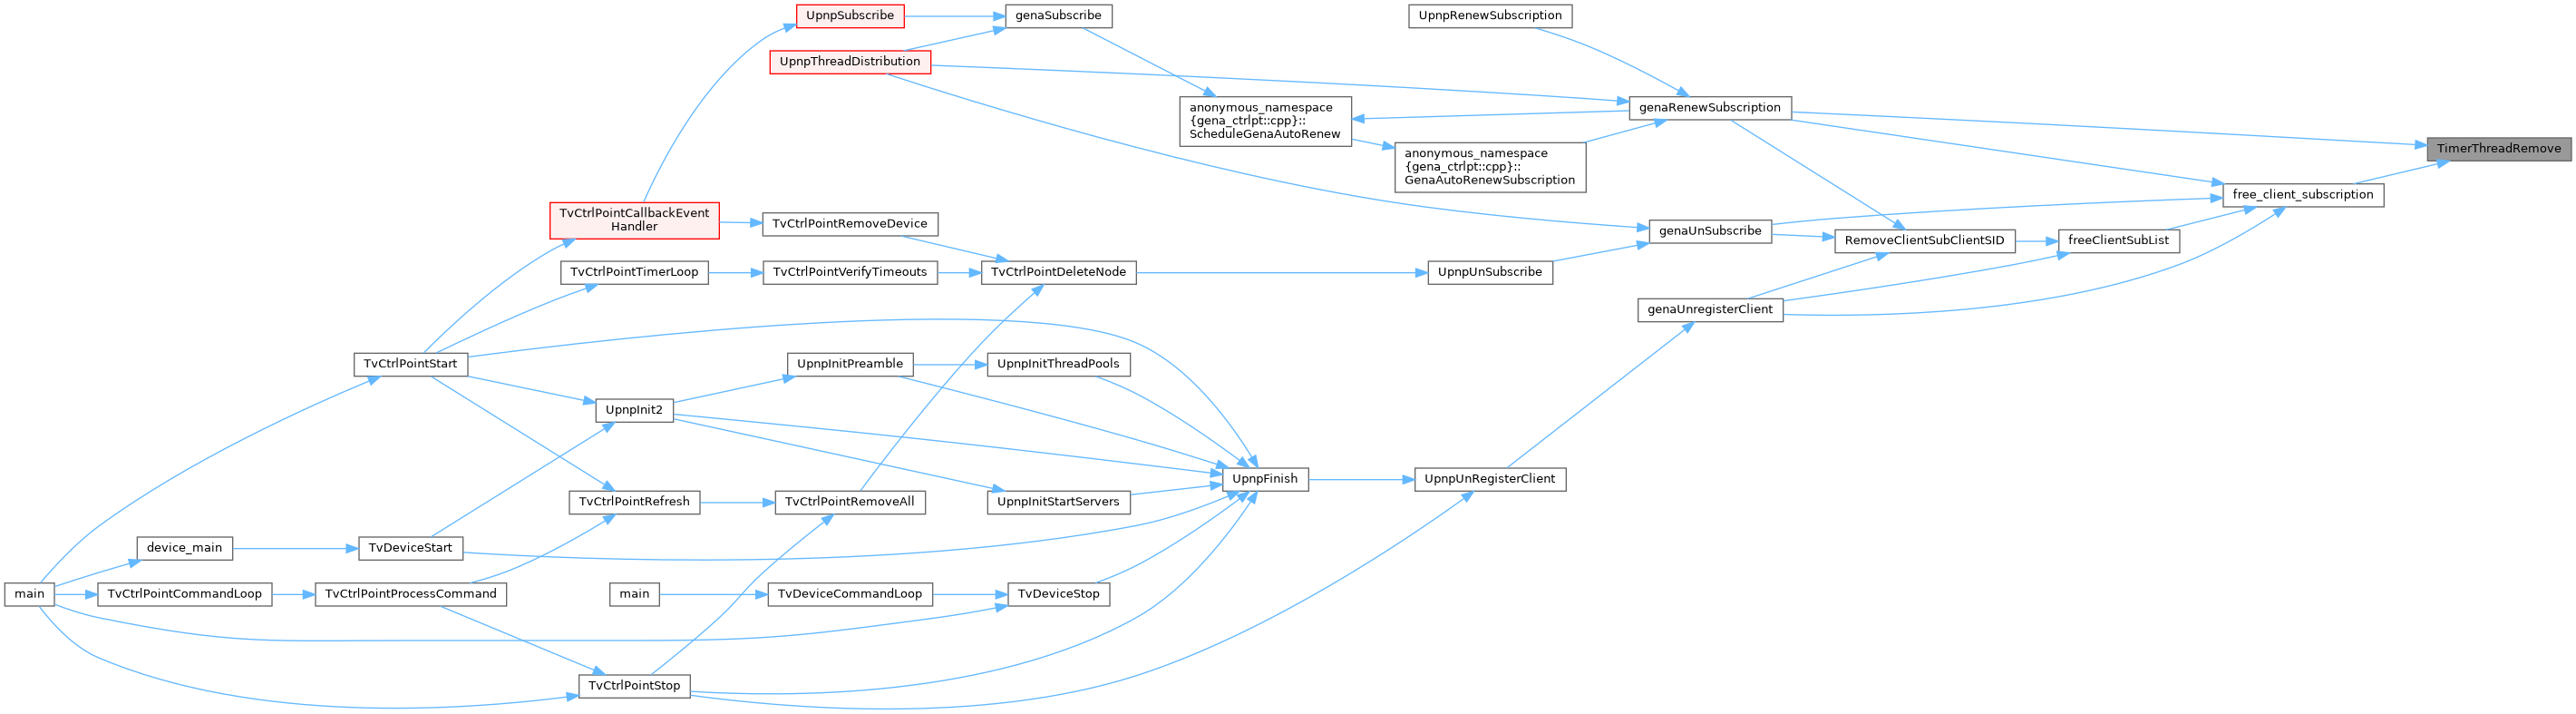 UpnpSubscribe
genaSubscribe
UpnpRenewSubscription
UpnpThreadDistribution
anonymous_namespace
{gena_ctrlpt::cpp}::
ScheduleGenaAutoRenew
genaRenewSubscription
TimerThreadRemove
anonymous_namespace
{gena_ctrlpt::cpp}::
GenaAutoRenewSubscription
free_client_subscription
TvCtrlPointCallbackEvent
Handler
TvCtrlPointRemoveDevice
genaUnSubscribe
RemoveClientSubClientSID
freeClientSubList
TvCtrlPointTimerLoop
TvCtrlPointVerifyTimeouts
TvCtrlPointDeleteNode
UpnpUnSubscribe
genaUnregisterClient
TvCtrlPointStart
UpnpInitPreamble
UpnpInitThreadPools
UpnpInit2
UpnpFinish
UpnpUnRegisterClient
TvCtrlPointRefresh
TvCtrlPointRemoveAll
UpnpInitStartServers
device_main
TvDeviceStart
main
TvCtrlPointCommandLoop
TvCtrlPointProcessCommand
main
TvDeviceCommandLoop
TvDeviceStop
TvCtrlPointStop